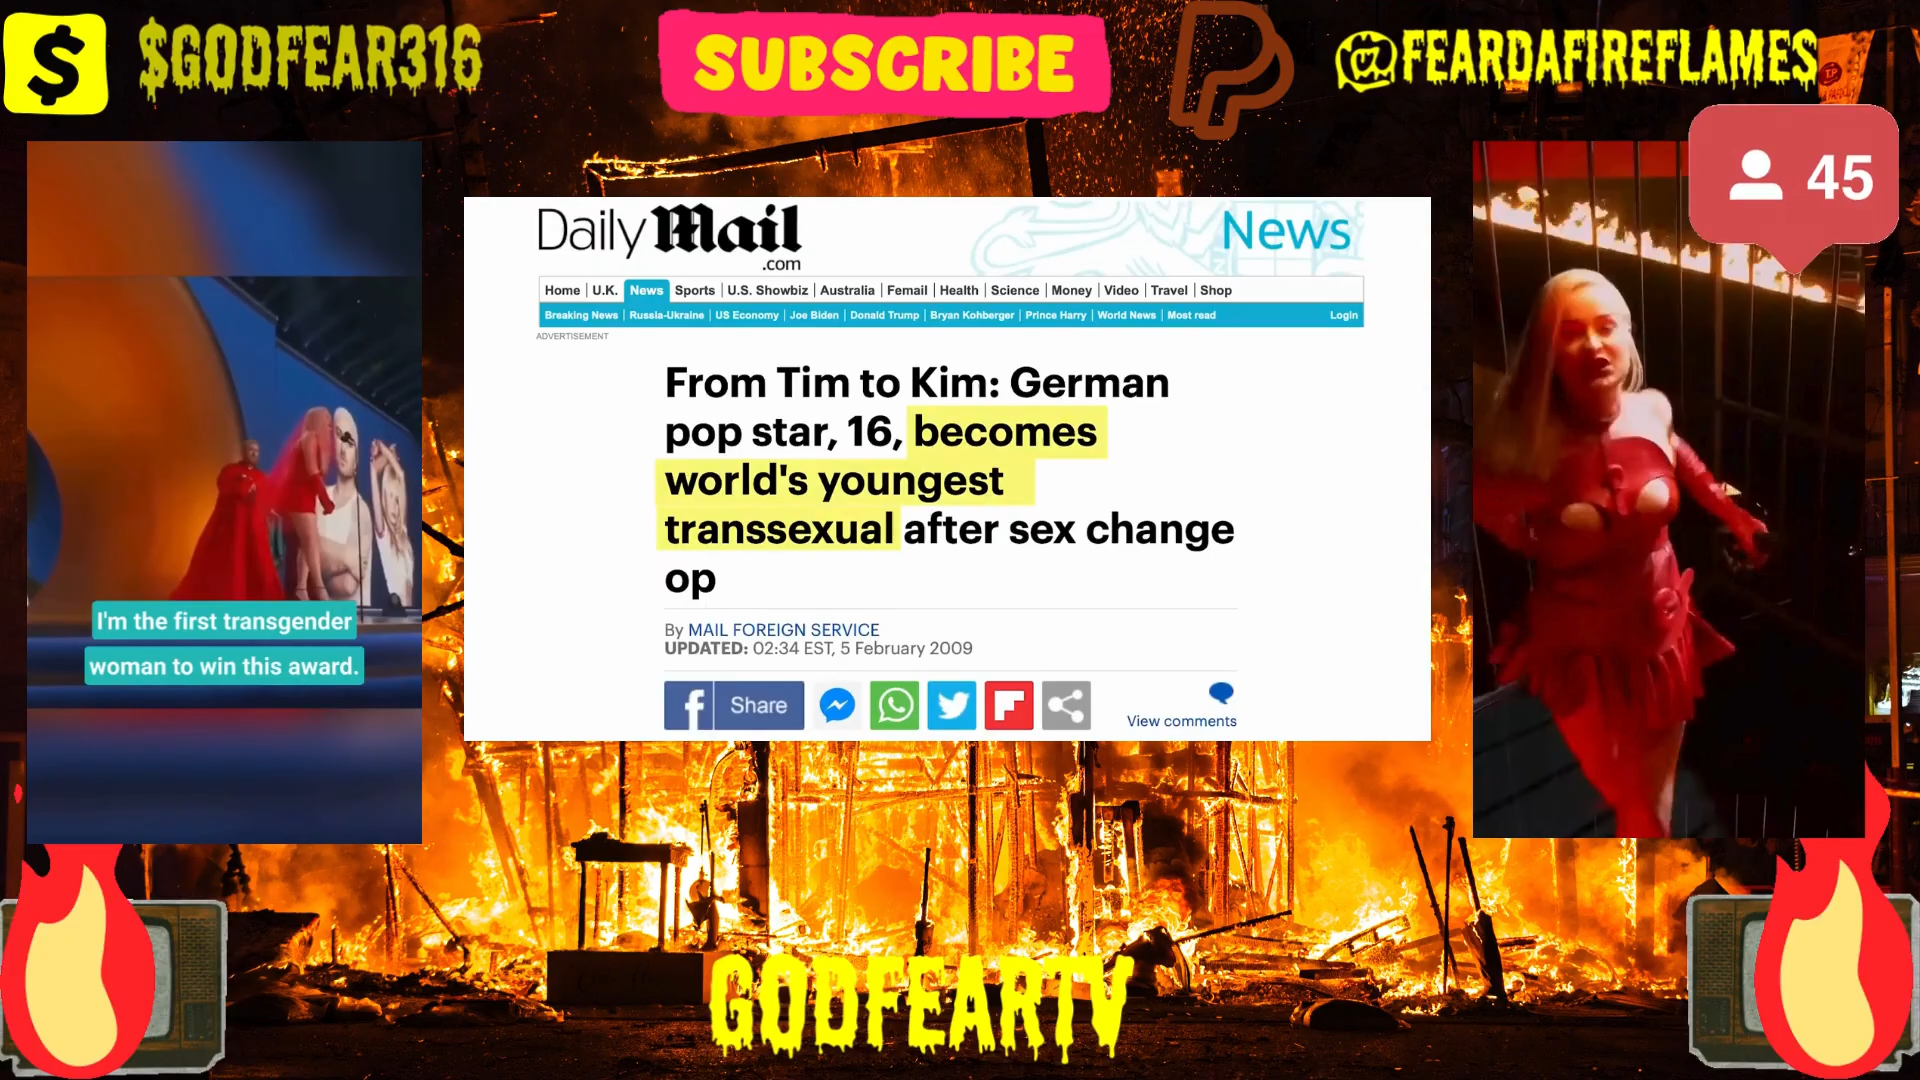 $GODFEAR316
SUBSCRIBE
@FEARDAFIREFLAMES
45
Daily Mail
.com
News
Home U.K. News Sports U.S. Showbiz Australia Femail Health Science Money Video Travel Shop
Breaking News Russia-Ukraine US Economy Joe Biden Donald Trump Bryan Kohberger Prince Harry World News Most read Login
ADVERTISEMENT
From Tim to Kim: German
pop star, 16, becomes
world's youngest
transsexual after sex change
op
By MAIL FOREIGN SERVICE
UPDATED: 02:34 EST, 5 February 2009
Share
View comments
I'm the first transgender
woman to win this award.
GODFEARTV